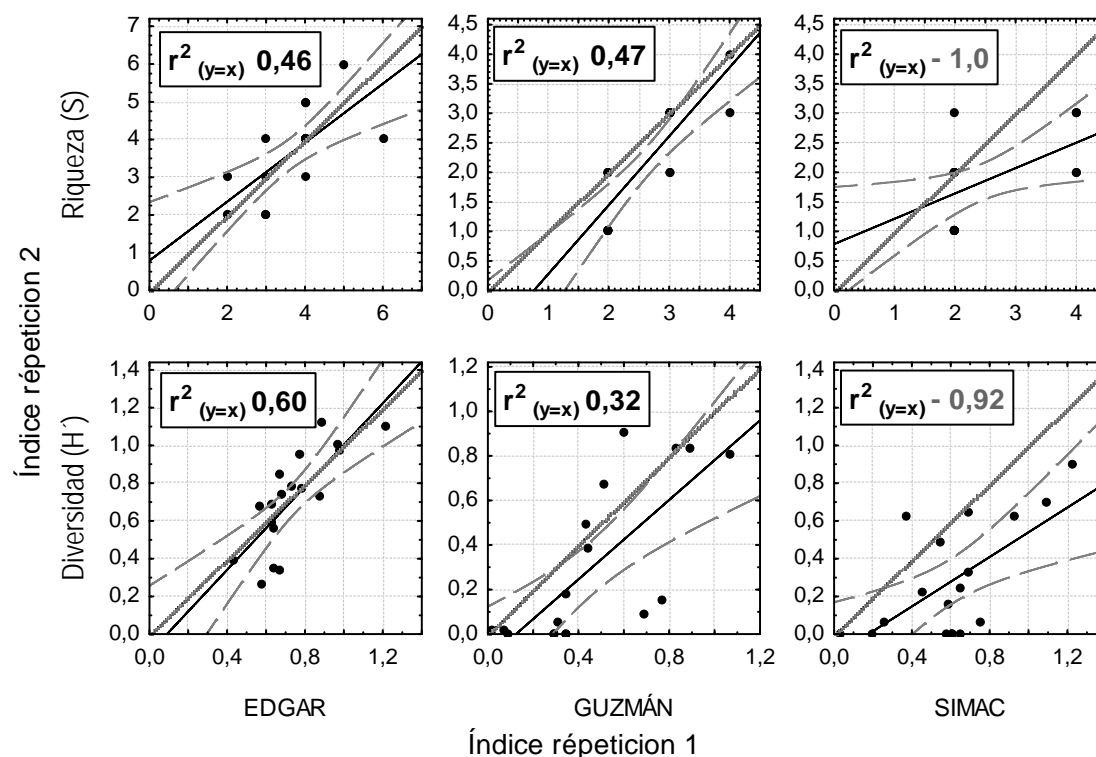 Índice répeticion 2
Riqueza (S)
7
6
5
4
3
2
1
0
r² (y=x) 0,46
0 2 4 6
4,5
4,0
3,5
3,0
2,5
2,0
1,5
1,0
0,5
0,0
r² (y=x) 0,47
0 1 2 3 4
4,5
4,0
3,5
3,0
2,5
2,0
1,5
1,0
0,5
0,0
r² (y=x) - 1,0
0 1 2 3 4
Diversidad (H´)
1,4
1,2
1,0
0,8
0,6
0,4
0,2
0,0
r² (y=x) 0,60
0,0 0,4 0,8 1,2
EDGAR
1,2
1,0
0,8
0,6
0,4
0,2
0,0
r² (y=x) 0,32
0,0 0,2 0,4 0,6 0,8 1,0 1,2
GUZMÁN
1,4
1,2
1,0
0,8
0,6
0,4
0,2
0,0
r² (y=x) - 0,92
0,0 0,4 0,8 1,2
SIMAC
Índice répeticion 1